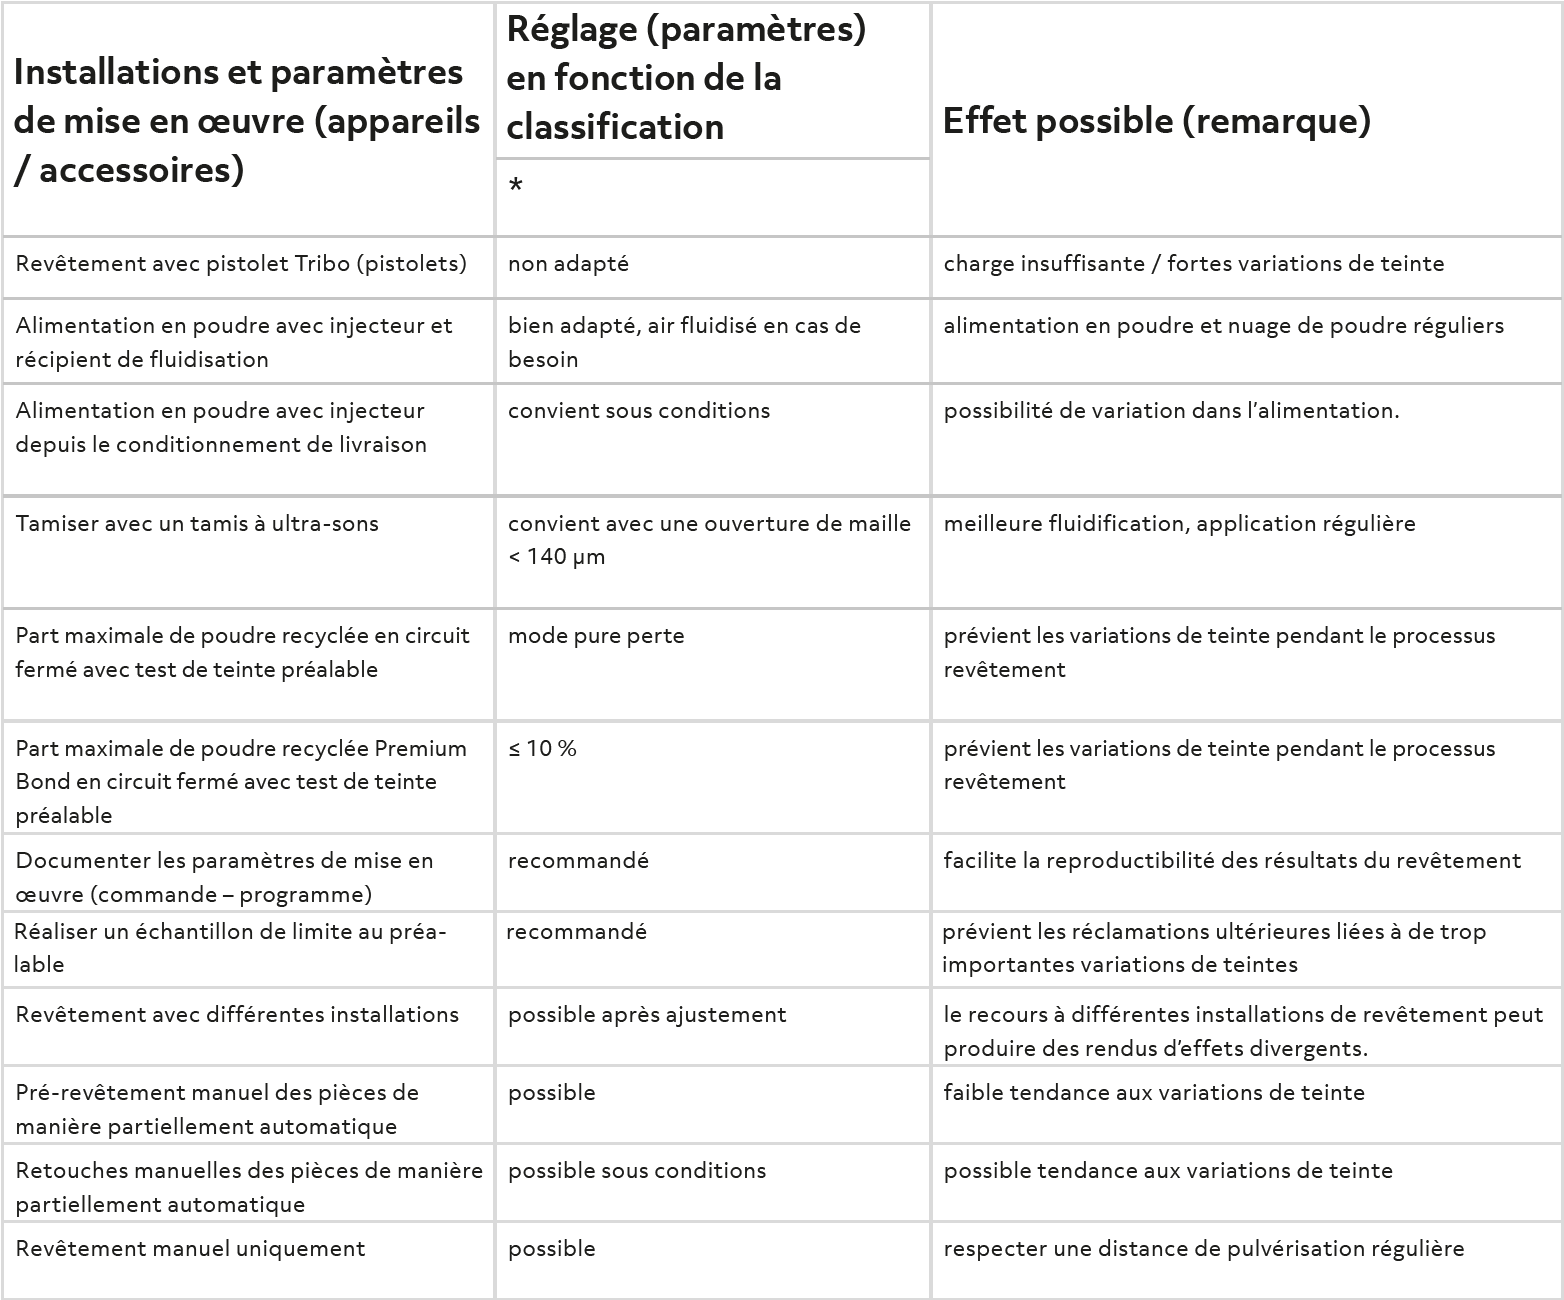 Installations et paramètres
de mise en œuvre (appareils
/ accessoires)
Réglage (paramètres)
en fonction de la
classification
*
Effet possible (remarque)
Revêtement avec pistolet Tribo (pistolets)
non adapté
charge insuffisante / fortes variations de teinte
Alimentation en poudre avec injecteur et
récipient de fluidisation
bien adapté, air fluidisé en cas de
besoin
alimentation en poudre et nuage de poudre réguliers
Alimentation en poudre avec injecteur
depuis le conditionnement de livraison
convient sous conditions
possibilité de variation dans l'alimentation.
Tamiser avec un tamis à ultra-sons
convient avec une ouverture de maille
< 140 µm
meilleure fluidification, application régulière
Part maximale de poudre recyclée en circuit
fermé avec test de teinte préalable
mode pure perte
prévient les variations de teinte pendant le processus
revêtement
Part maximale de poudre recyclée Premium
Bond en circuit fermé avec test de teinte
préalable
≤ 10 %
prévient les variations de teinte pendant le processus
revêtement
Documenter les paramètres de mise en
œuvre (commande – programme)
recommandé
facilite la reproductibilité des résultats du revêtement
Réaliser un échantillon de limite au préa-
lable
recommandé
prévient les réclamations ultérieures liées à de trop
importantes variations de teintes
Revêtement avec différentes installations
possible après ajustement
le recours à différentes installations de revêtement peut
produire des rendus d'effets divergents.
Pré-revêtement manuel des pièces de
manière partiellement automatique
possible
faible tendance aux variations de teinte
Retouches manuelles des pièces de manière
partiellement automatique
possible sous conditions
possible tendance aux variations de teinte
Revêtement manuel uniquement
possible
respecter une distance de pulvérisation régulière